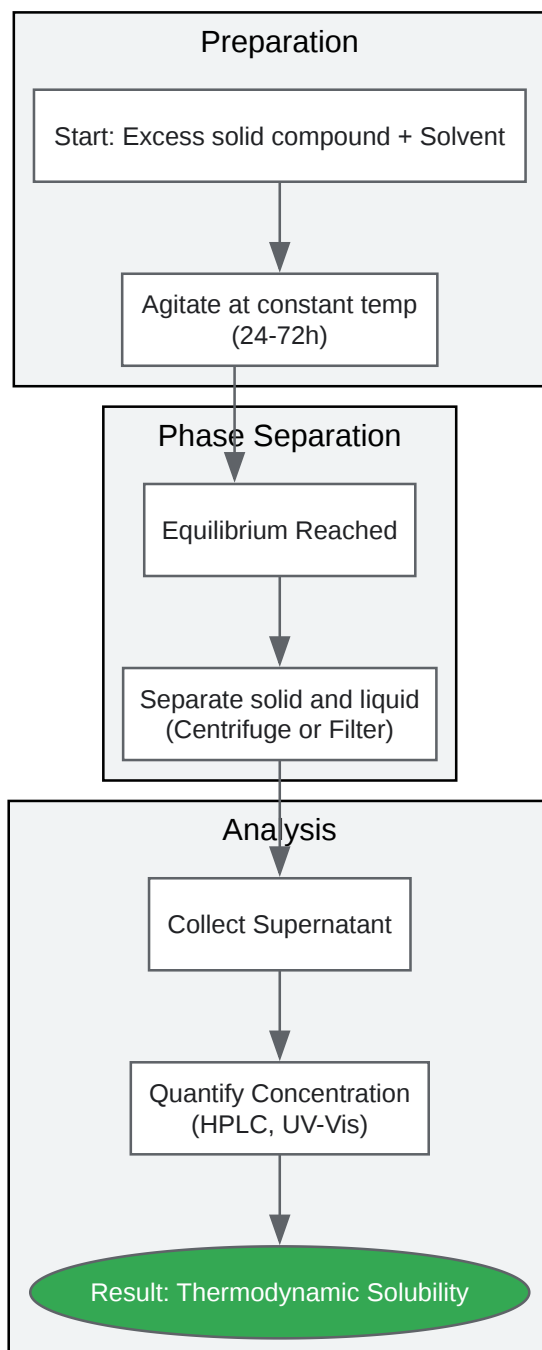 Preparation
Start: Excess solid compound + Solvent
Agitate at constant temp
(24-72h)
Phase Separation
Equilibrium Reached
Separate solid and liquid
(Centrifuge or Filter)
Analysis
Collect Supernatant
Quantify Concentration
(HPLC, UV-Vis)
Result: Thermodynamic Solubility